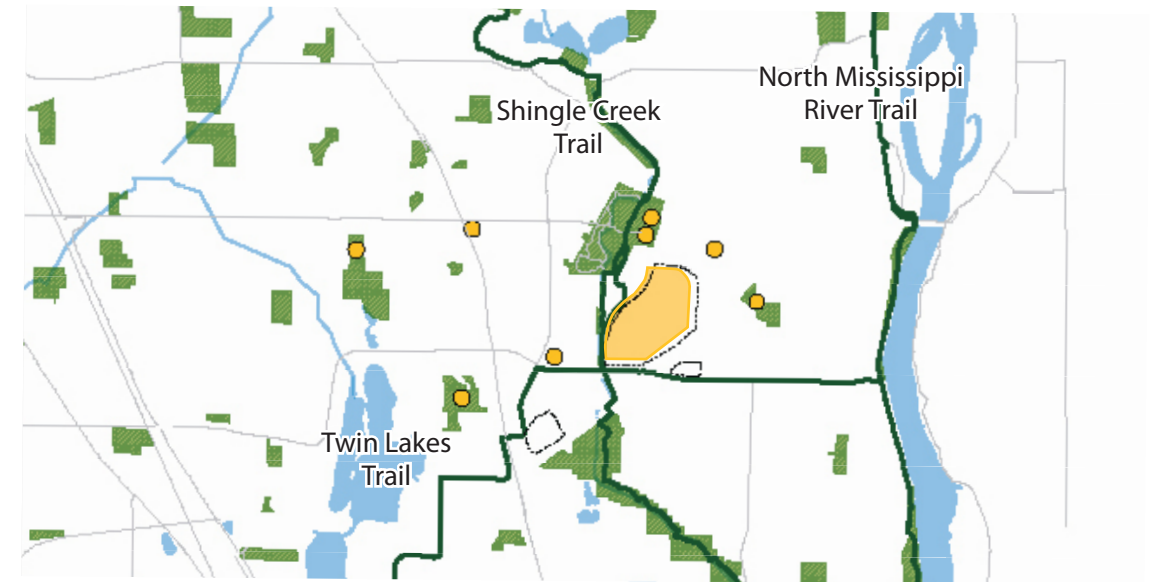 North Mississippi
River Trail
Shingle Creek
Trail
Twin Lakes
Trail